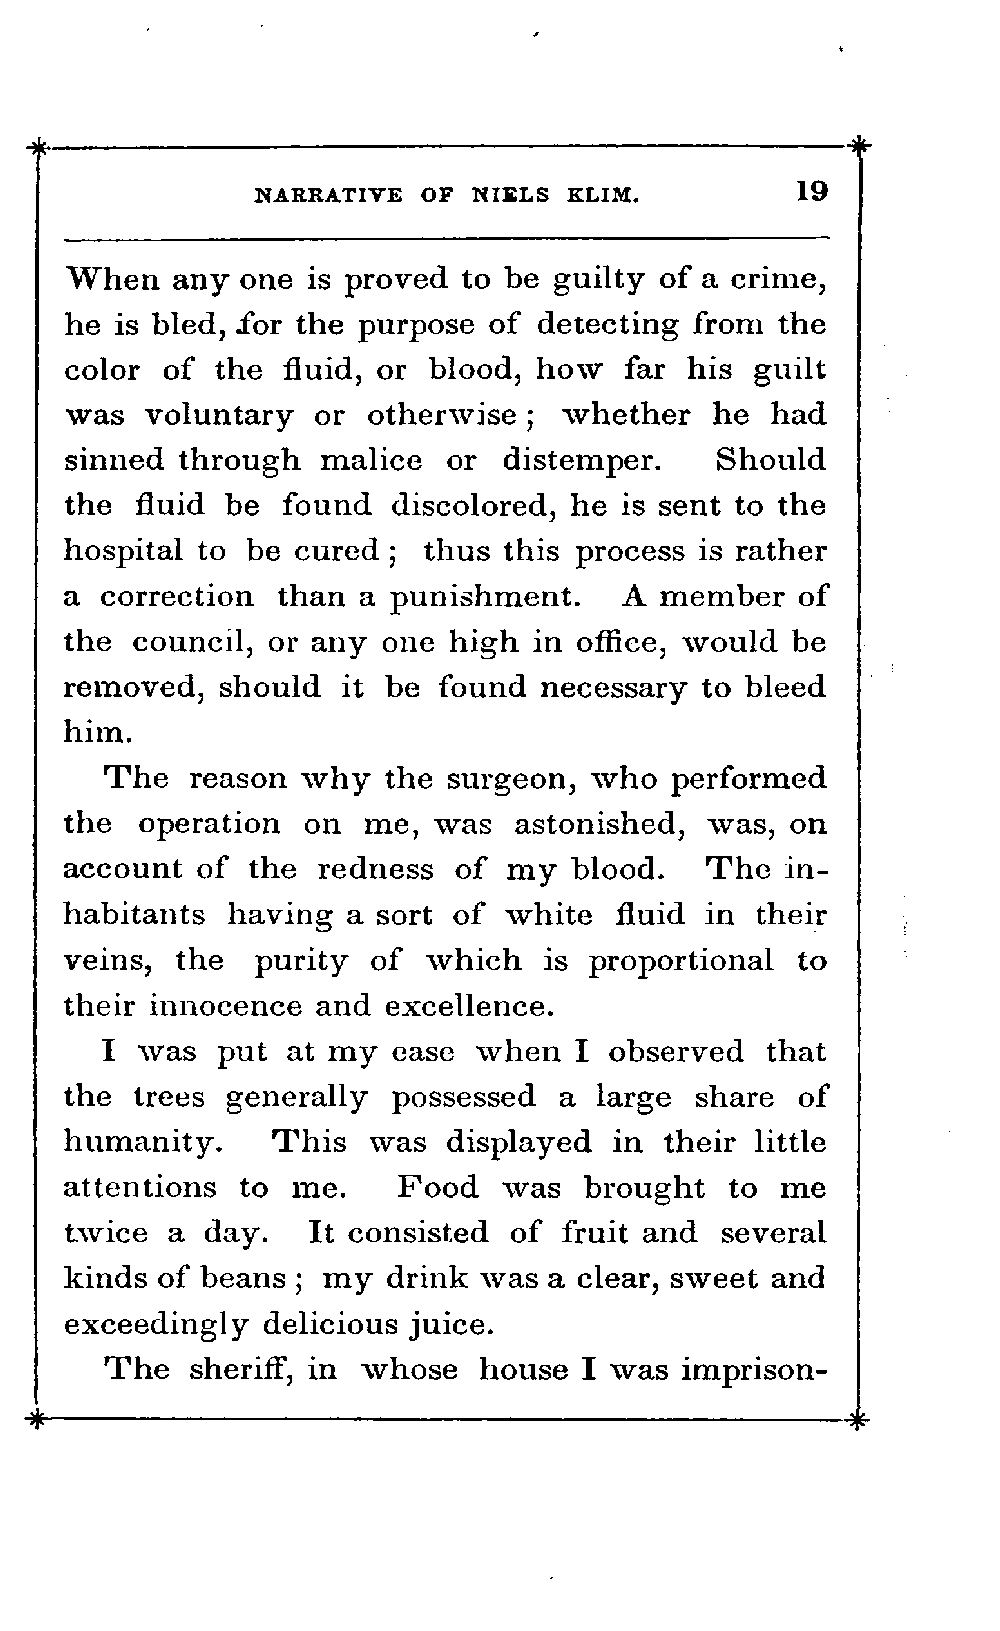 NARRATIVE OF NIELS KLIM. 19
When any one is proved to be guilty of a crime,
he is bled, for the purpose of detecting from the
color of the fluid, or blood, how far his guilt
was voluntary or otherwise; whether he had
sinned through malice or distemper. Should
the fluid be found discolored, he is sent to the
hospital to be cured; thus this process is rather
a correction than a punishment. A member of
the council, or any one high in office, would be
removed, should it be found necessary to bleed
him.
The reason why the surgeon, who performed
the operation on me, was astonished, was, on
account of the redness of my blood. The in-
habitants having a sort of white fluid in their
veins, the purity of which is proportional to
their innocence and excellence.
I was put at my ease when I observed that
the trees generally possessed a large share of
humanity. This was displayed in their little
attentions to me. Food was brought to me
twice a day. It consisted of fruit and several
kinds of beans; my drink was a clear, sweet and
exceedingly delicious juice.
The sheriff, in whose house I was imprison-